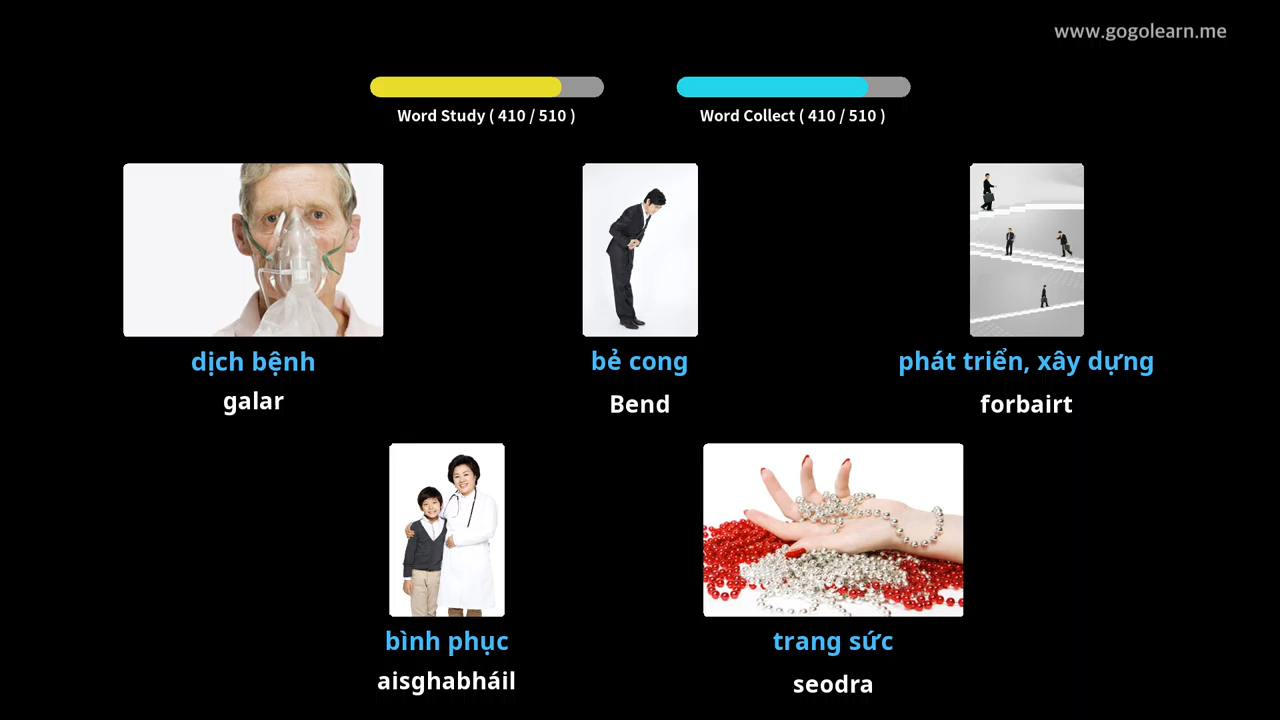 www.gogolearn.me
Word Study ( 410 / 510 )
Word Collect ( 410 / 510 )
dịch bệnh
galar
bẻ cong
Bend
phát triển, xây dựng
forbairt
bình phục
aisghabháil
trang sức
seodra